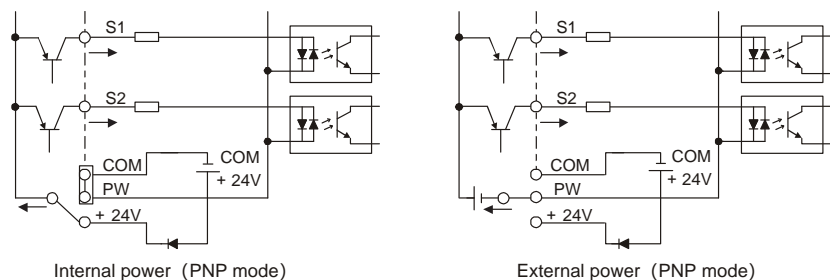 S1
S2
COM
COM
+ 24V
PW
+ 24V
Internal power (PNP mode)
S1
S2
COM
COM
+ 24V
PW
+ 24V
External power (PNP mode)